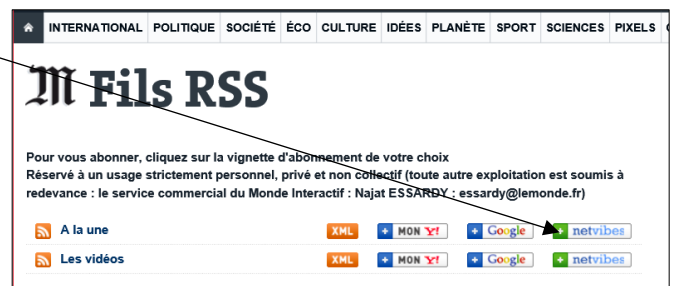 INTERNATIONAL POLITIQUE SOCIÉTÉ ÉCO CULTURE IDÉES PLANÈTE SPORT SCIENCES PIXELS
M Fils RSS
Pour vous abonner, cliquez sur la vignette d'abonnement de votre choix
Réservé à un usage strictement personnel, privé et non collectif (toute autre exploitation est soumis à
redevance : le service commercial du Monde Interactif : Najat ESSARDY : essardy@lemonde.fr)
A la une XML + MON Y! + Google + netvibes
Les vidéos XML + MON Y! + Google + netvibes